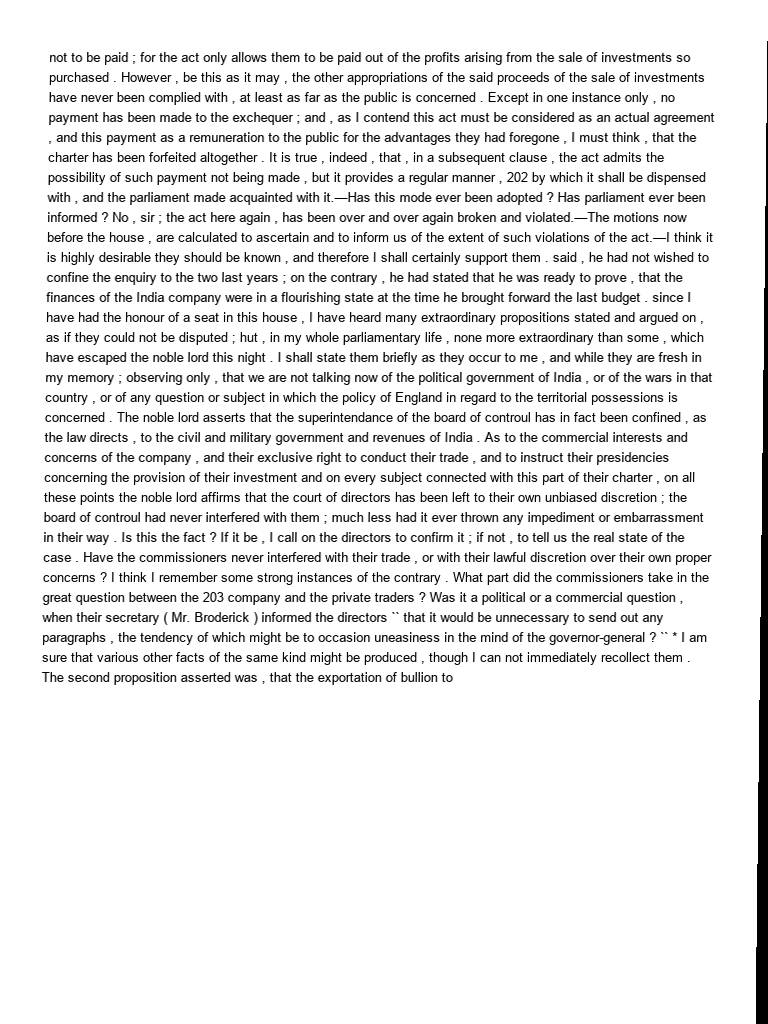 not to be paid ; for the act only allows them to be paid out of the profits arising from the sale of investments so
purchased . However , be this as it may , the other appropriations of the said proceeds of the sale of investments
have never been complied with , at least as far as the public is concerned . Except in one instance only , no
payment has been made to the exchequer ; and , as I contend this act must be considered as an actual agreement
, and this payment as a remuneration to the public for the advantages they had foregone , I must think , that the
charter has been forfeited altogether . It is true , indeed , that , in a subsequent clause , the act admits the
possibility of such payment not being made , but it provides a regular manner , 202 by which it shall be dispensed
with , and the parliament made acquainted with it.—Has this mode ever been adopted ? Has parliament ever been
informed ? No , sir ; the act here again , has been over and over again broken and violated.—The motions now
before the house , are calculated to ascertain and to inform us of the extent of such violations of the act.—I think it
is highly desirable they should be known , and therefore I shall certainly support them . said , he had not wished to
confine the enquiry to the two last years ; on the contrary , he had stated that he was ready to prove , that the
finances of the India company were in a flourishing state at the time he brought forward the last budget . since I
have had the honour of a seat in this house , I have heard many extraordinary propositions stated and argued on ,
as if they could not be disputed ; hut , in my whole parliamentary life , none more extraordinary than some , which
have escaped the noble lord this night . I shall state them briefly as they occur to me , and while they are fresh in
my memory ; observing only , that we are not talking now of the political government of India , or of the wars in that
country , or of any question or subject in which the policy of England in regard to the territorial possessions is
concerned . The noble lord asserts that the superintendance of the board of controul has in fact been confined , as
the law directs , to the civil and military government and revenues of India . As to the commercial interests and
concerns of the company , and their exclusive right to conduct their trade , and to instruct their presidencies
concerning the provision of their investment and on every subject connected with this part of their charter , on all
these points the noble lord affirms that the court of directors has been left to their own unbiased discretion ; the
board of controul had never interfered with them ; much less had it ever thrown any impediment or embarrassment
in their way . Is this the fact ? If it be , I call on the directors to confirm it ; if not , to tell us the real state of the
case . Have the commissioners never interfered with their trade , or with their lawful discretion over their own proper
concerns ? I think I remember some strong instances of the contrary . What part did the commissioners take in the
great question between the 203 company and the private traders ? Was it a political or a commercial question ,
when their secretary ( Mr. Broderick ) informed the directors `` that it would be unnecessary to send out any
paragraphs , the tendency of which might be to occasion uneasiness in the mind of the governor-general ? `` * I am
sure that various other facts of the same kind might be produced , though I can not immediately recollect them .
The second proposition asserted was , that the exportation of bullion to